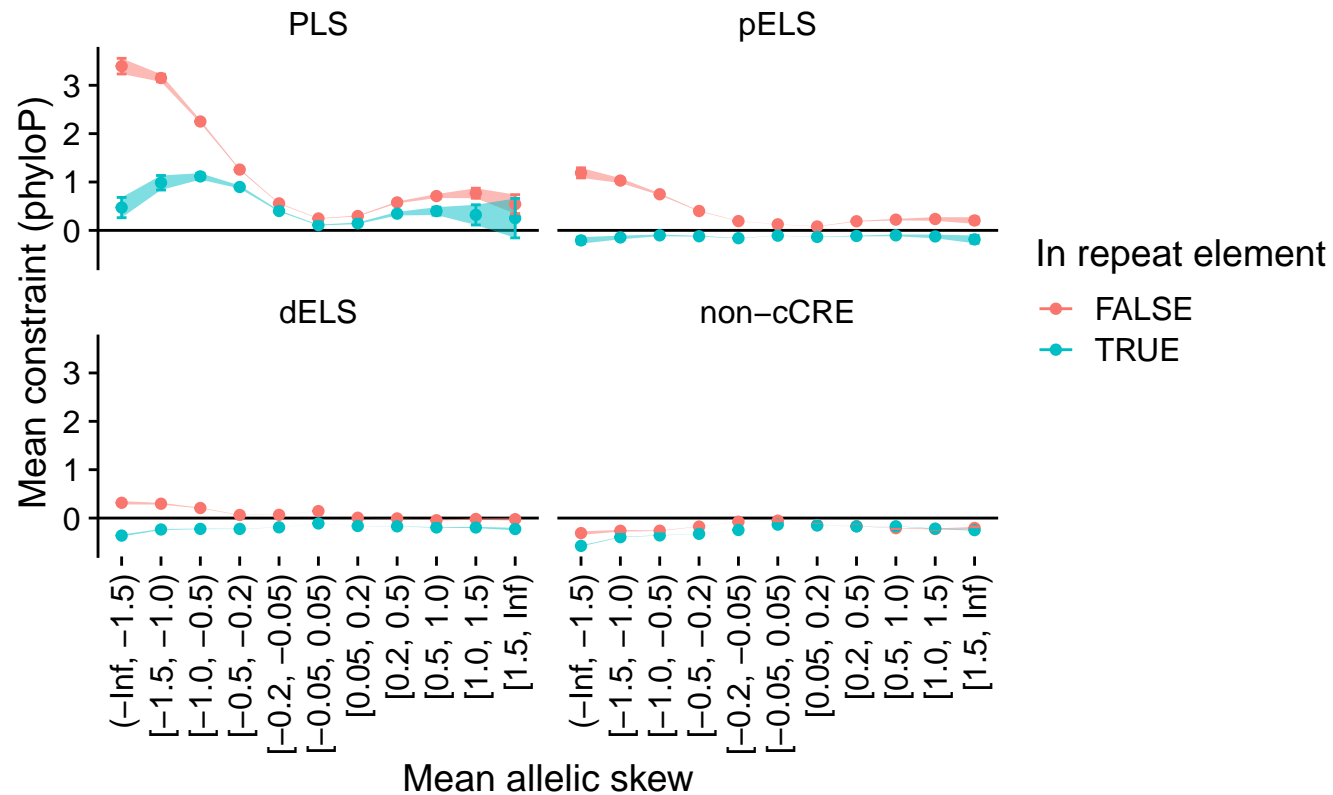 PLS
pELS
3
2
1
0
dELS
non−cCRE
3
2
1
0
Mean constraint (phyloP)
(−Inf, −1.5)
[−1.5, −1.0)
[−1.0, −0.5)
[−0.5, −0.2)
[−0.2, −0.05)
[−0.05, 0.05)
[0.05, 0.2)
[0.2, 0.5)
[0.5, 1.0)
[1.0, 1.5)
[1.5, Inf)
(−Inf, −1.5)
[−1.5, −1.0)
[−1.0, −0.5)
[−0.5, −0.2)
[−0.2, −0.05)
[−0.05, 0.05)
[0.05, 0.2)
[0.2, 0.5)
[0.5, 1.0)
[1.0, 1.5)
[1.5, Inf)
Mean allelic skew
In repeat element
FALSE
TRUE